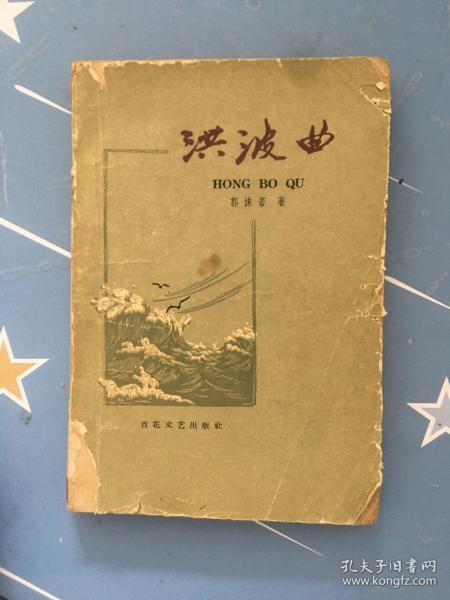 洪波曲
HONG BO QU
郭沫若 著
百花文艺出版社
孔夫子旧书网
www.kongfz.com